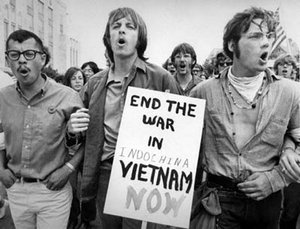 END THE
WAR
IN
INDOCHINA
VIETNAM
NOW